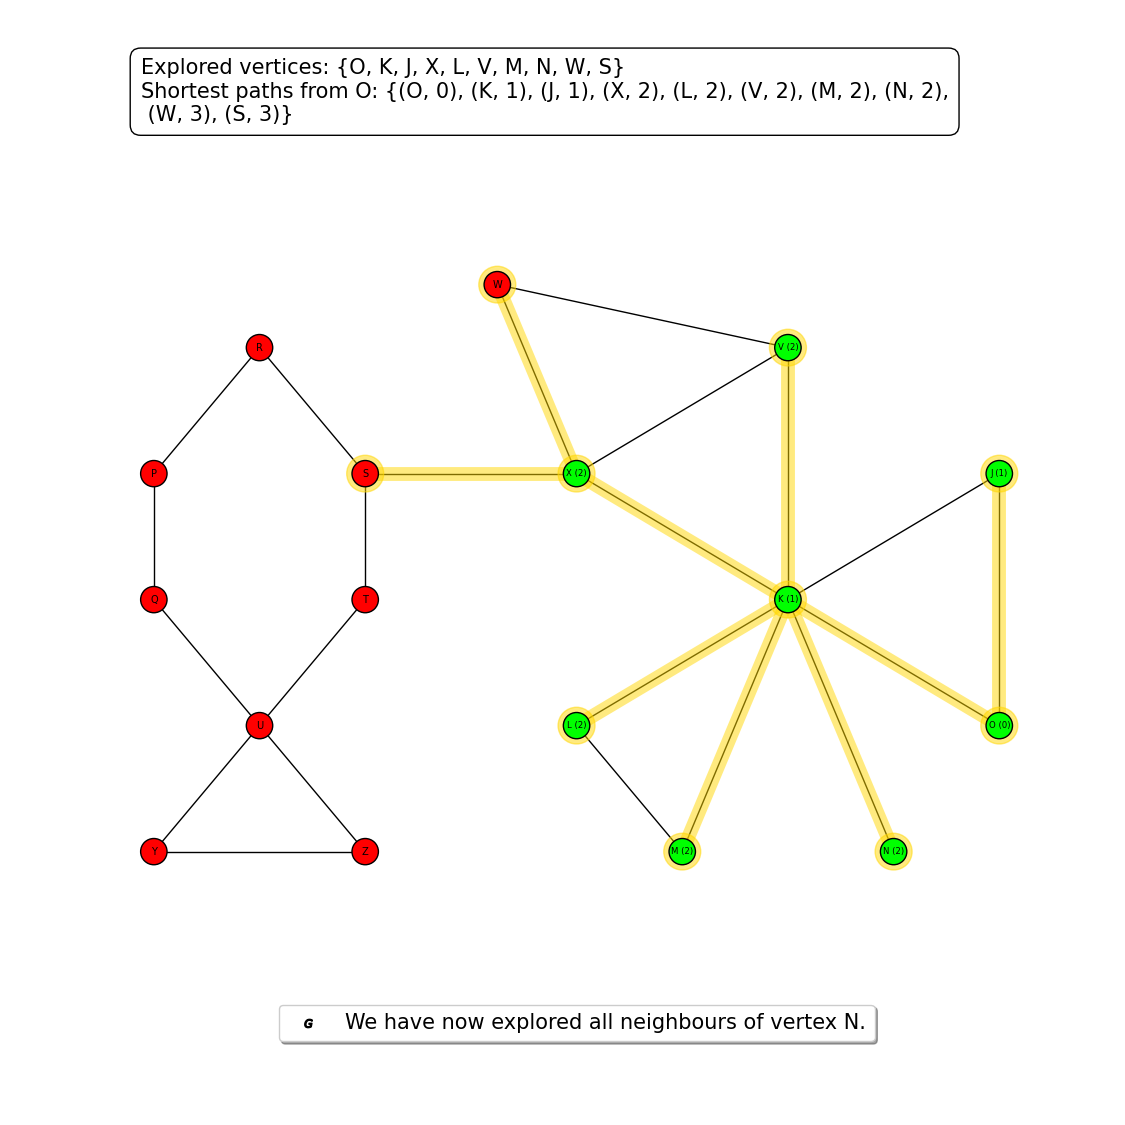 Explored vertices: {O, K, J, X, L, V, M, N, W, S}
Shortest paths from O: {(O, 0), (K, 1), (J, 1), (X, 2), (L, 2), (V, 2), (M, 2), (N, 2),
(W, 3), (S, 3)}
W
R
V (2)
P
S
X (2)
J (1)
Q
T
K (1)
U
L (2)
O (0)
Y
Z
M (2)
N (2)
G We have now explored all neighbours of vertex N.